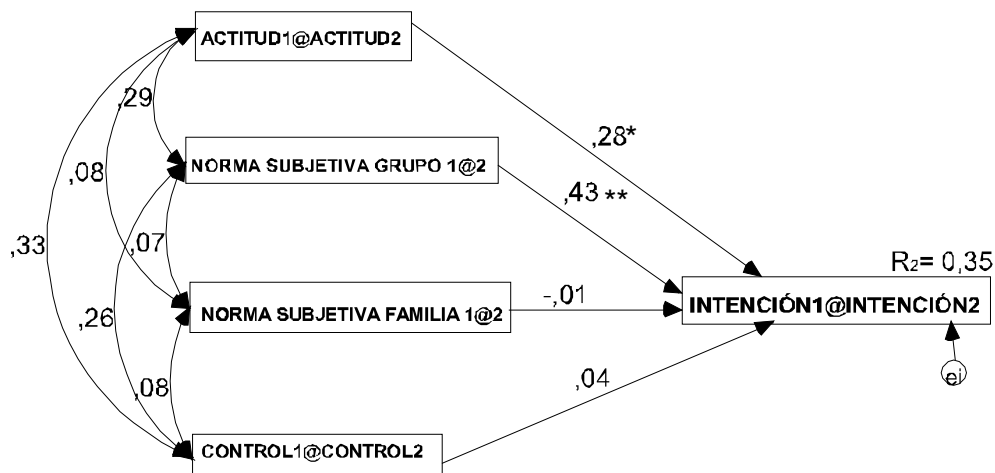 ACTITUD1@ACTITUD2
,29
,28*
NORMA SUBJETIVA GRUPO 1@2
,08
,43 **
,33
,07
R2= 0,35
-,01
INTENCIÓN1@INTENCIÓN2
NORMA SUBJETIVA FAMILIA 1@2
,26
ei
,08
,04
CONTROL1@CONTROL2